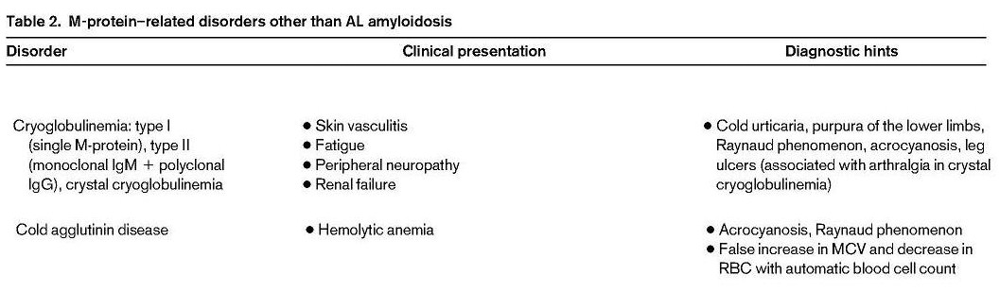 Table 2. M-protein–related disorders other than AL amyloidosis
Disorder Clinical presentation Diagnostic hints
Cryoglobulinemia: type I
(single M-protein), type II
(monoclonal IgM + polyclonal
IgG), crystal cryoglobulinemia
● Skin vasculitis
● Fatigue
● Peripheral neuropathy
● Renal failure
● Cold urticaria, purpura of the lower limbs,
Raynaud phenomenon, acrocyanosis, leg
ulcers (associated with arthralgia in crystal
cryoglobulinemia)
Cold agglutinin disease
● Hemolytic anemia
● Acrocyanosis, Raynaud phenomenon
● False increase in MCV and decrease in
RBC with automatic blood cell count